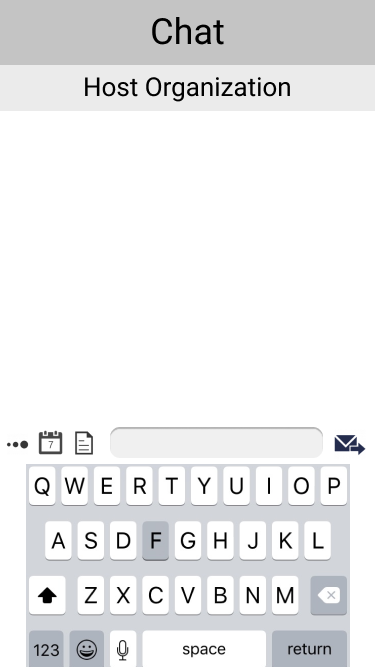 Chat
Host Organization
7
Q W E R T Y U I O P
A S D F G H J K L
Z X C V B N M
123 space return